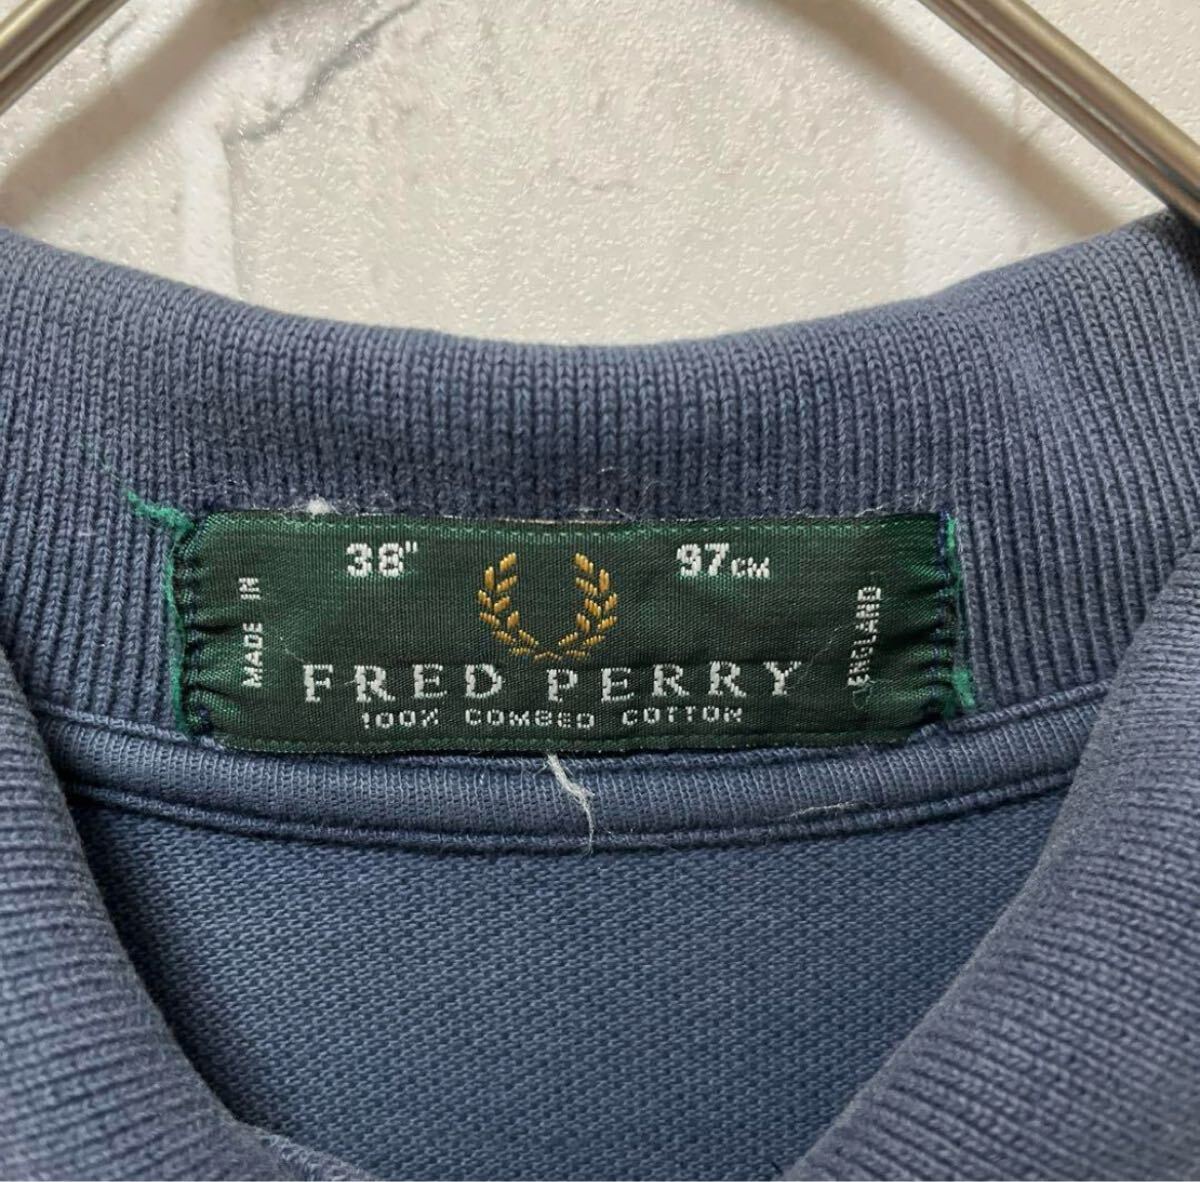 38" 97CM
MADE IN
FRED PERRY
100% COMBED COTTON
ENGLAND